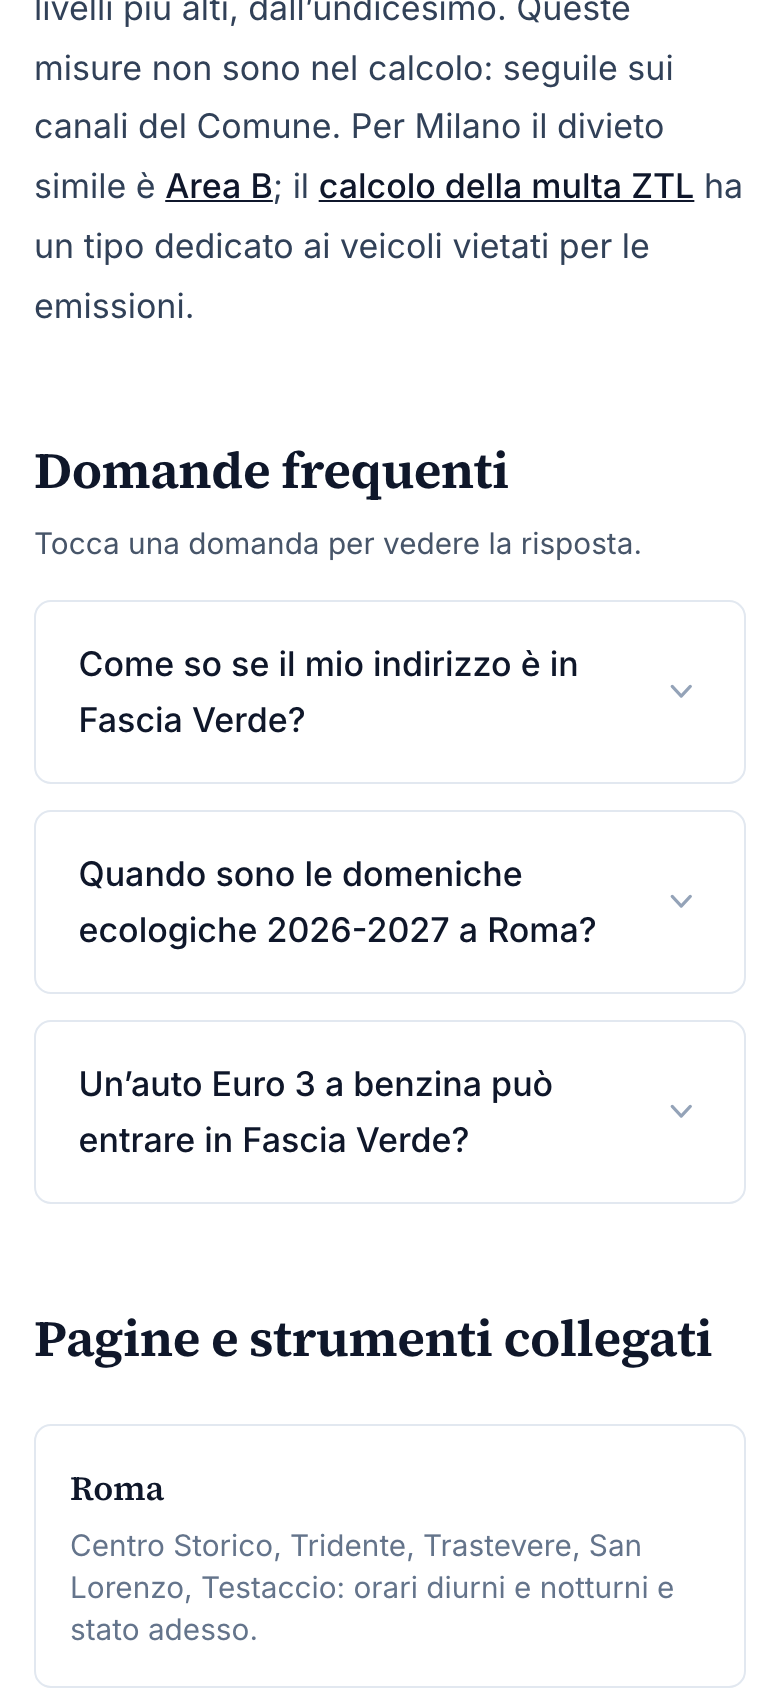 livelli più alti, dall’undicesimo. Queste
misure non sono nel calcolo: seguile sui
canali del Comune. Per Milano il divieto
simile è Area B; il calcolo della multa ZTL ha
un tipo dedicato ai veicoli vietati per le
emissioni.
Domande frequenti
Tocca una domanda per vedere la risposta.
Come so se il mio indirizzo è in
Fascia Verde?
Quando sono le domeniche
ecologiche 2026-2027 a Roma?
Un’auto Euro 3 a benzina può
entrare in Fascia Verde?
Pagine e strumenti collegati
Roma
Centro Storico, Tridente, Trastevere, San
Lorenzo, Testaccio: orari diurni e notturni e
stato adesso.